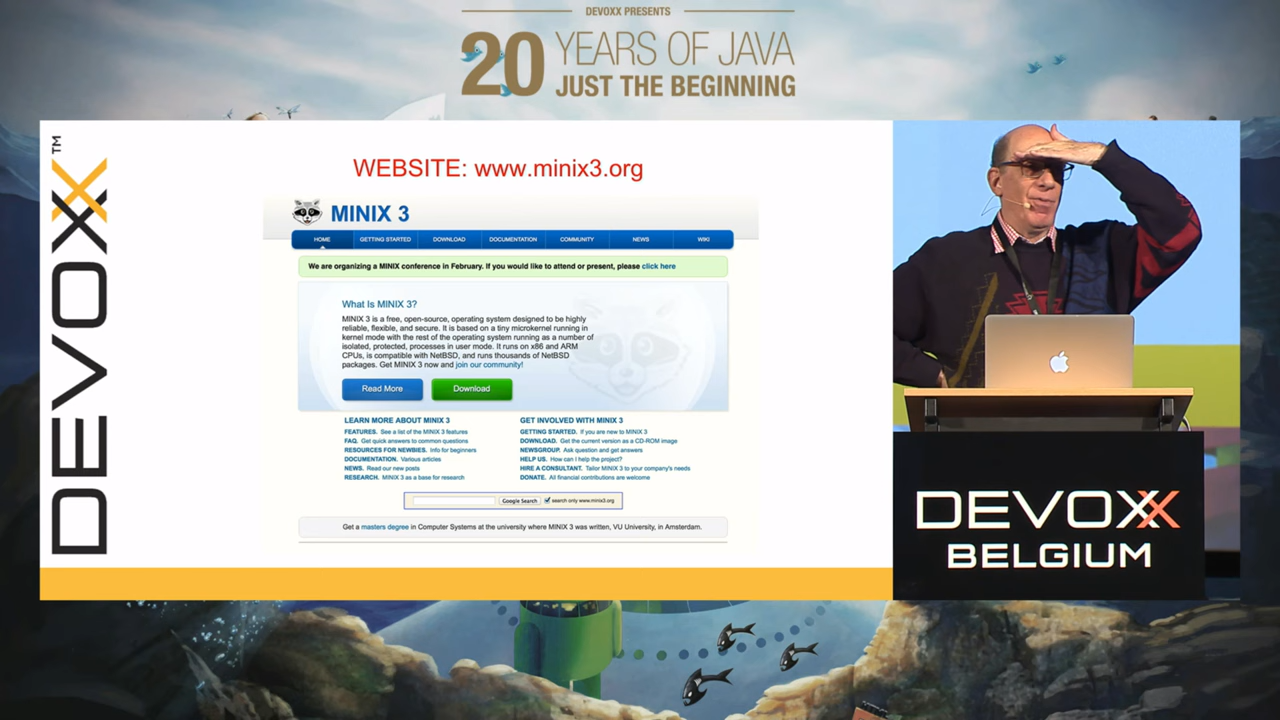 DEVOXX PRESENTS
20 YEARS OF JAVA
JUST THE BEGINNING
DEVOXX™
WEBSITE: www.minix3.org
MINIX 3
HOME GETTING STARTED DOWNLOAD DOCUMENTATION COMMUNITY NEWS WIKI
We are organizing a MINIX conference in February. If you would like to attend or present, please click here
What Is MINIX 3?
MINIX 3 is a free, open-source, operating system designed to be highly
reliable, flexible, and secure. It is based on a tiny microkernel running in
kernel mode with the rest of the operating system running as a number of
isolated, protected, processes in user mode. It runs on x86 and ARM
CPUs, is compatible with NetBSD, and runs thousands of NetBSD
packages. Get MINIX 3 now and join our community!
Read More Download
LEARN MORE ABOUT MINIX 3
FEATURES. See a list of the MINIX 3 features
FAQ. Get quick answers to common questions
RESOURCES FOR NEWBIES. Info for beginners
DOCUMENTATION. Various articles
NEWS. Read our new posts
RESEARCH. MINIX 3 as a base for research
GET INVOLVED WITH MINIX 3
GETTING STARTED. If you are new to MINIX 3
DOWNLOAD. Get the current version as a CD-ROM image
NEWSGROUP. Ask question and get answers
HELP US. How can I help the project?
HIRE A CONSULTANT. Tailor MINIX 3 to your company's needs
DONATE. All financial contributions are welcome
Google Search search only www.minix3.org
Get a masters degree in Computer Systems at the university where MINIX 3 was written, VU University, in Amsterdam.
DEVOXX
BELGIUM